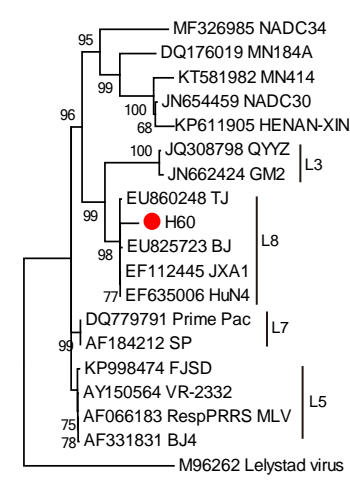 MF326985 NADC34
95
DQ176019 MN184A
99
KT581982 MN414
100
JN654459 NADC30
68
KP611905 HENAN-XIN
96
100
JQ308798 QYYZ
JN662424 GM2
L3
99
EU860248 TJ
H60
98
EU825723 BJ
L8
EF112445 JXA1
77
EF635006 HuN4
DQ779791 Prime Pac
L7
99
AF184212 SP
KP998474 FJSD
AY150564 VR-2332
L5
75
AF066183 RespPRRS MLV
78
AF331831 BJ4
M96262 Lelystad virus